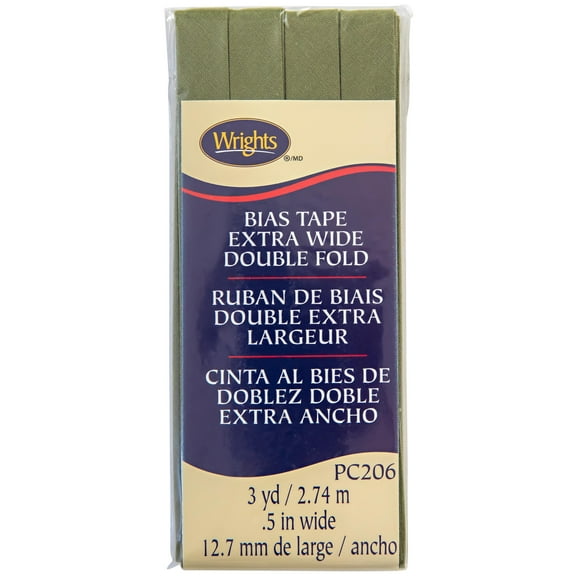 Wrights
®/MD
BIAS TAPE
EXTRA WIDE
DOUBLE FOLD
RUBAN DE BIAIS
DOUBLE EXTRA
LARGEUR
CINTA AL BIES DE
DOBLEZ DOBLE
EXTRA ANCHO
PC206
3 yd / 2.74 m
.5 in wide
12.7 mm de large / ancho